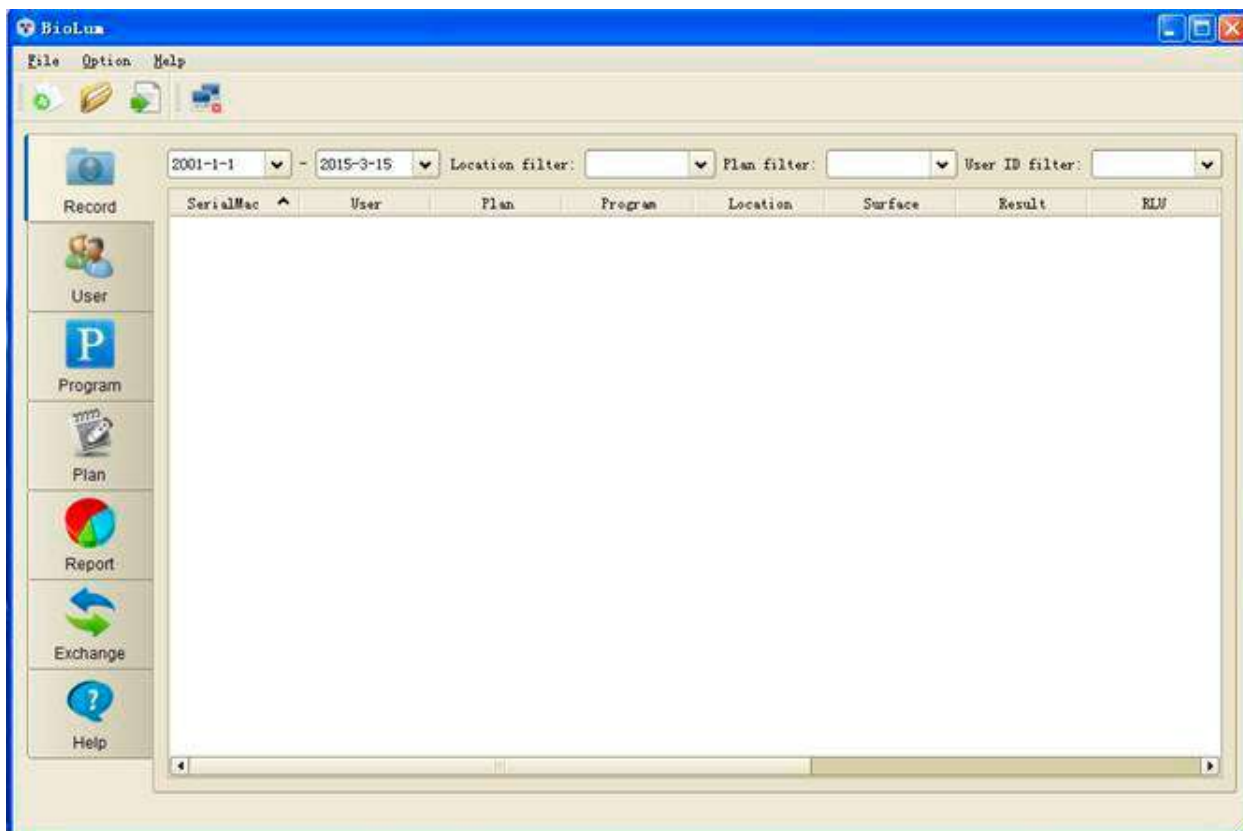 BioLum
File Option Help
2001-1-1 - 2015-3-15 Location filter: Plan filter: User ID filter:
SerialMac User Plan Program Location Surface Result RLU
Record
User
P
Program
Plan
Report
Exchange
?
Help